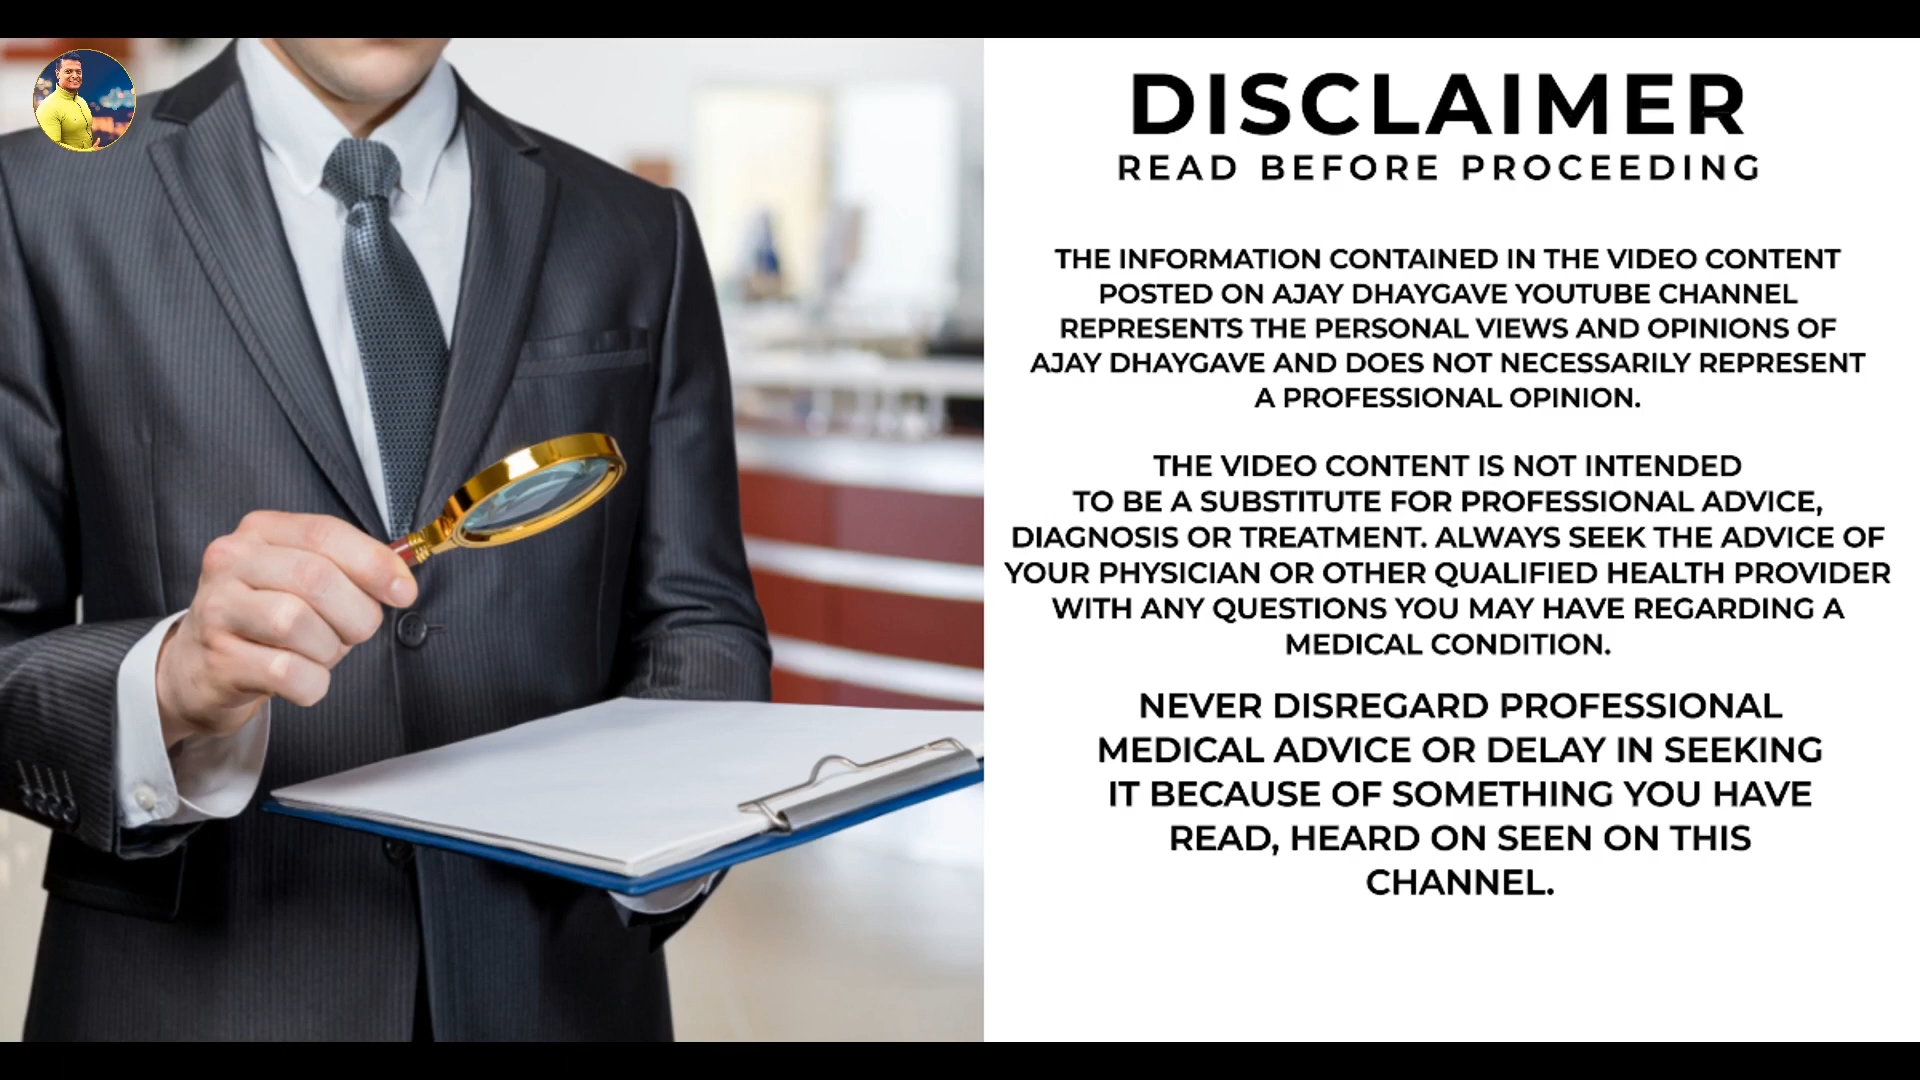 DISCLAIMER
READ BEFORE PROCEEDING
THE INFORMATION CONTAINED IN THE VIDEO CONTENT
POSTED ON AJAY DHAYGAVE YOUTUBE CHANNEL
REPRESENTS THE PERSONAL VIEWS AND OPINIONS OF
AJAY DHAYGAVE AND DOES NOT NECESSARILY REPRESENT
A PROFESSIONAL OPINION.
THE VIDEO CONTENT IS NOT INTENDED
TO BE A SUBSTITUTE FOR PROFESSIONAL ADVICE,
DIAGNOSIS OR TREATMENT. ALWAYS SEEK THE ADVICE OF
YOUR PHYSICIAN OR OTHER QUALIFIED HEALTH PROVIDER
WITH ANY QUESTIONS YOU MAY HAVE REGARDING A
MEDICAL CONDITION.
NEVER DISREGARD PROFESSIONAL
MEDICAL ADVICE OR DELAY IN SEEKING
IT BECAUSE OF SOMETHING YOU HAVE
READ, HEARD ON SEEN ON THIS
CHANNEL.